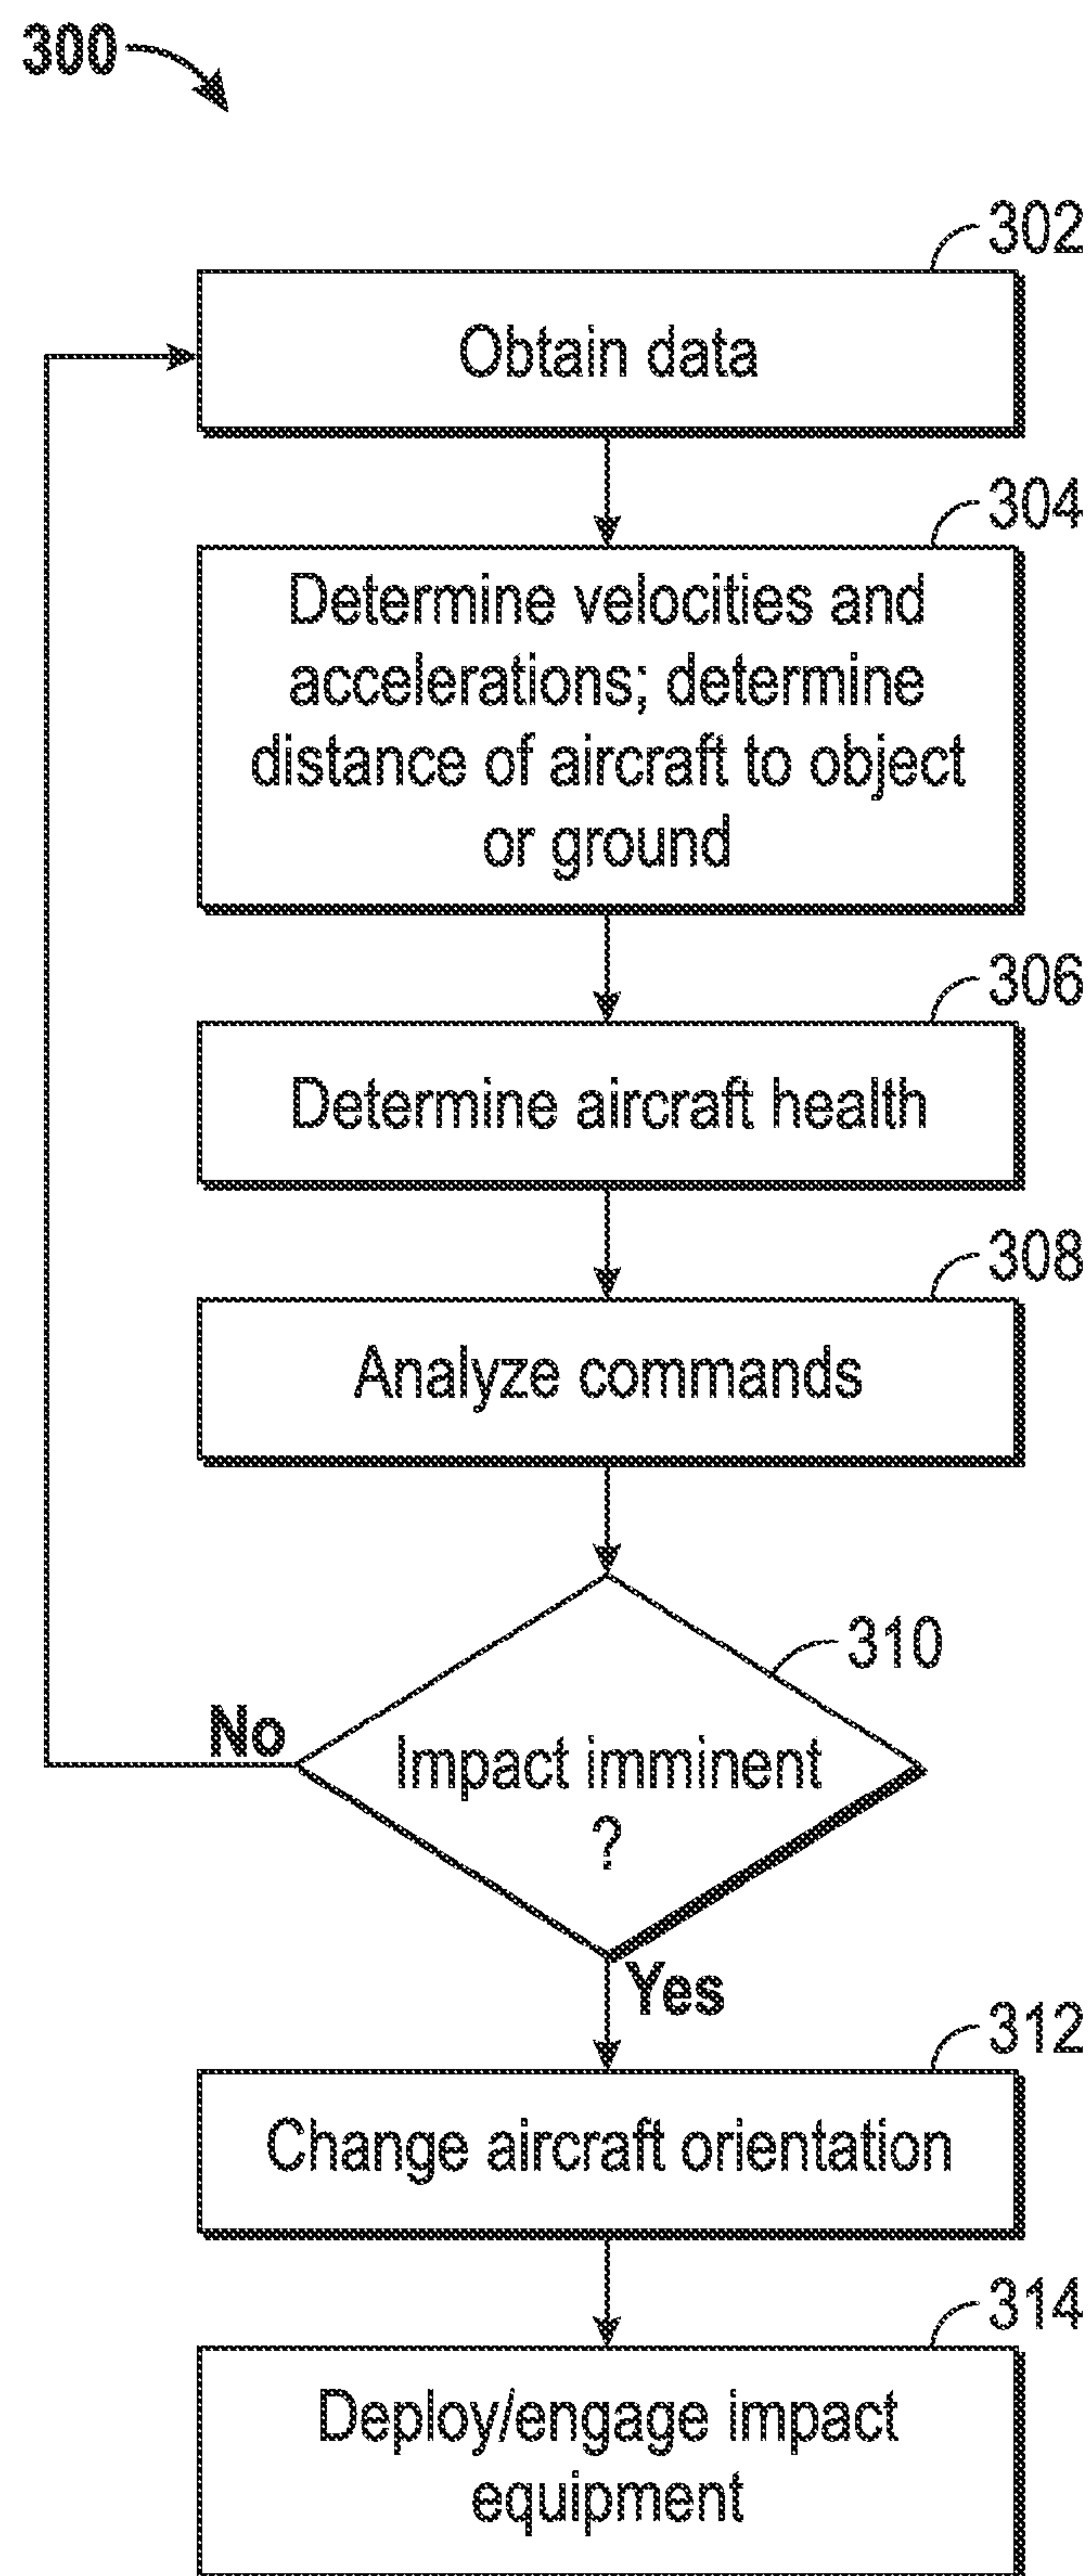 300
302
Obtain data
304
Determine velocities and
accelerations; determine
distance of aircraft to object
or ground
306
Determine aircraft health
308
Analyze commands
310
No
Impact imminent
?
Yes
312
Change aircraft orientation
314
Deploy/engage impact
equipment